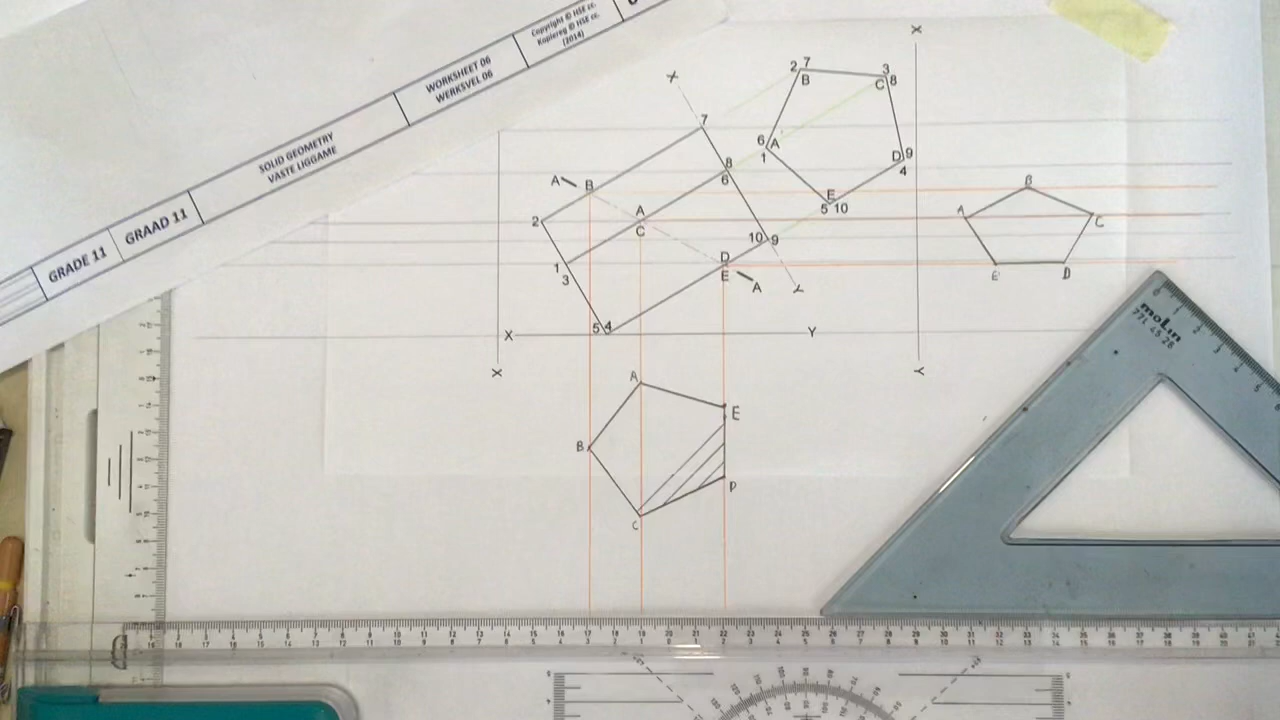 Copyright © HSE cc.
Kopiereg © HSE cc.
(2014)
WORKSHEET 06
WERKSVEL 06
SOLID GEOMETRY
VASTE LIGGAME
GRADE 11
GRAAD 11
X
2 7
B
3
C 8
X
7
6 A
1
8
6
D 9
4
A
B
2
A
C
E
5 10
B
A
C
E
D
10 9
D
E
A
Y
1
3
5 4
X
Y
X
Y
A
E
B
D
C
moLin
77L 45 28